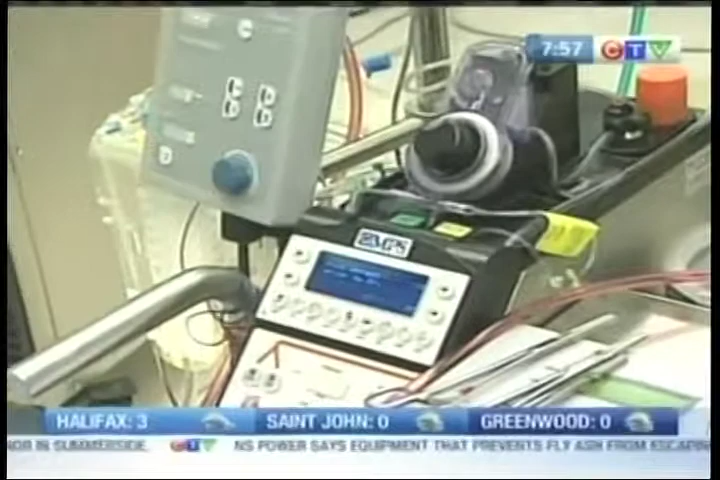 7:57 CTV
HALIFAX: 3 SAINT JOHN: 0 GREENWOOD: 0
OR IN SUMMERSIDE. CTV NS POWER SAYS EQUIPMENT THAT PREVENTS FLY ASH FROM ESCAPING